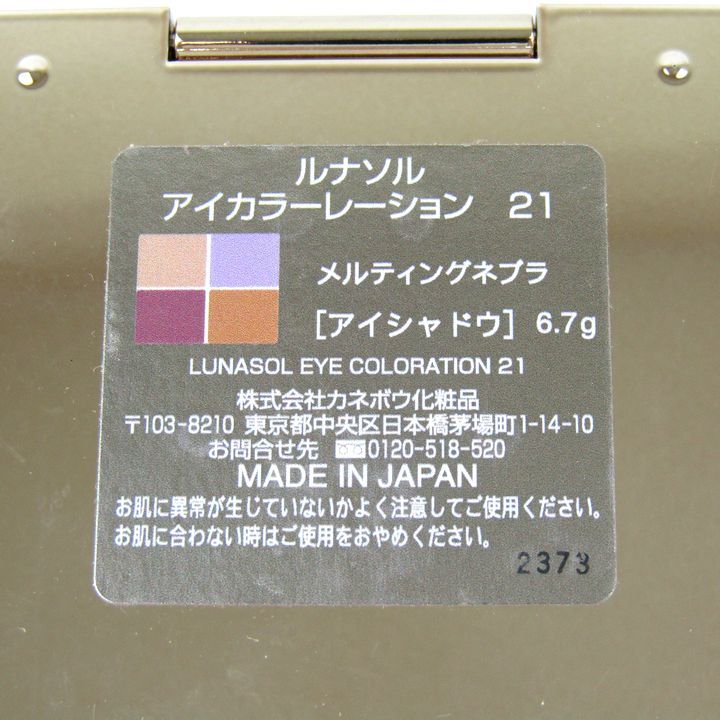 ルナソル
アイカラーレーション 21
メルティングネブラ
[アイシャドウ] 6.7g
LUNASOL EYE COLORATION 21
株式会社カネボウ化粧品
〒103-8210 東京都中央区日本橋茅場町1-14-10
お問合せ先 0120-518-520
MADE IN JAPAN
お肌に異常が生じていないかよく注意してご使用ください。
お肌に合わない時はご使用をおやめください。
2373